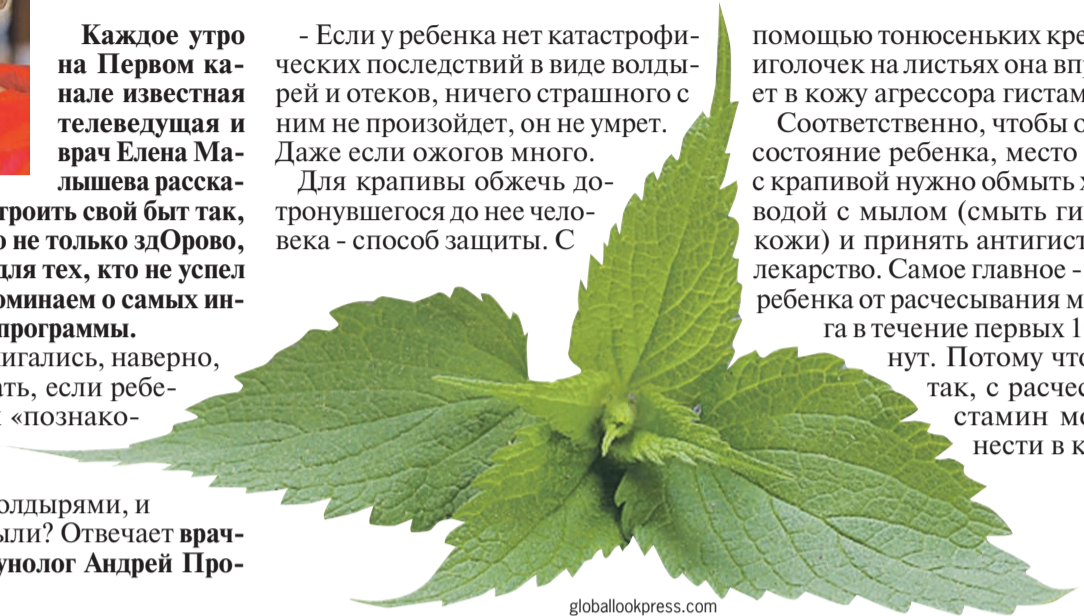 Каждое утро
на Первом ка-
нале известная
телеведущая и
врач Елена Ма-
лышева расска-
троить свой быт так,
о не только здОрово,
для тех, кто не успел
оминаем о самых ин-
программы.
игались, наверно,
ать, если ребе-
«познако-
олдырями, и
ыли? Отвечает врач-
унолог Андрей Про-
- Если у ребенка нет катастрофи-
ческих последствий в виде волды-
рей и отеков, ничего страшного с
ним не произойдет, он не умрет.
Даже если ожогов много.
Для крапивы обжечь до-
тронувшегося до нее чело-
века - способ защиты. С
помощью тонюсеньких кре
иголочек на листьях она вп
ет в кожу агрессора гистам
Соответственно, чтобы о
состояние ребенка, место
с крапивой нужно обмыть х
водой с мылом (смыть ги
кожи) и принять антигист
лекарство. Самое главное -
ребенка от расчесывания м
га в течение первых 1
нут. Потому что
так, с расчес
стамин мо
нести в к
globallookpress.com